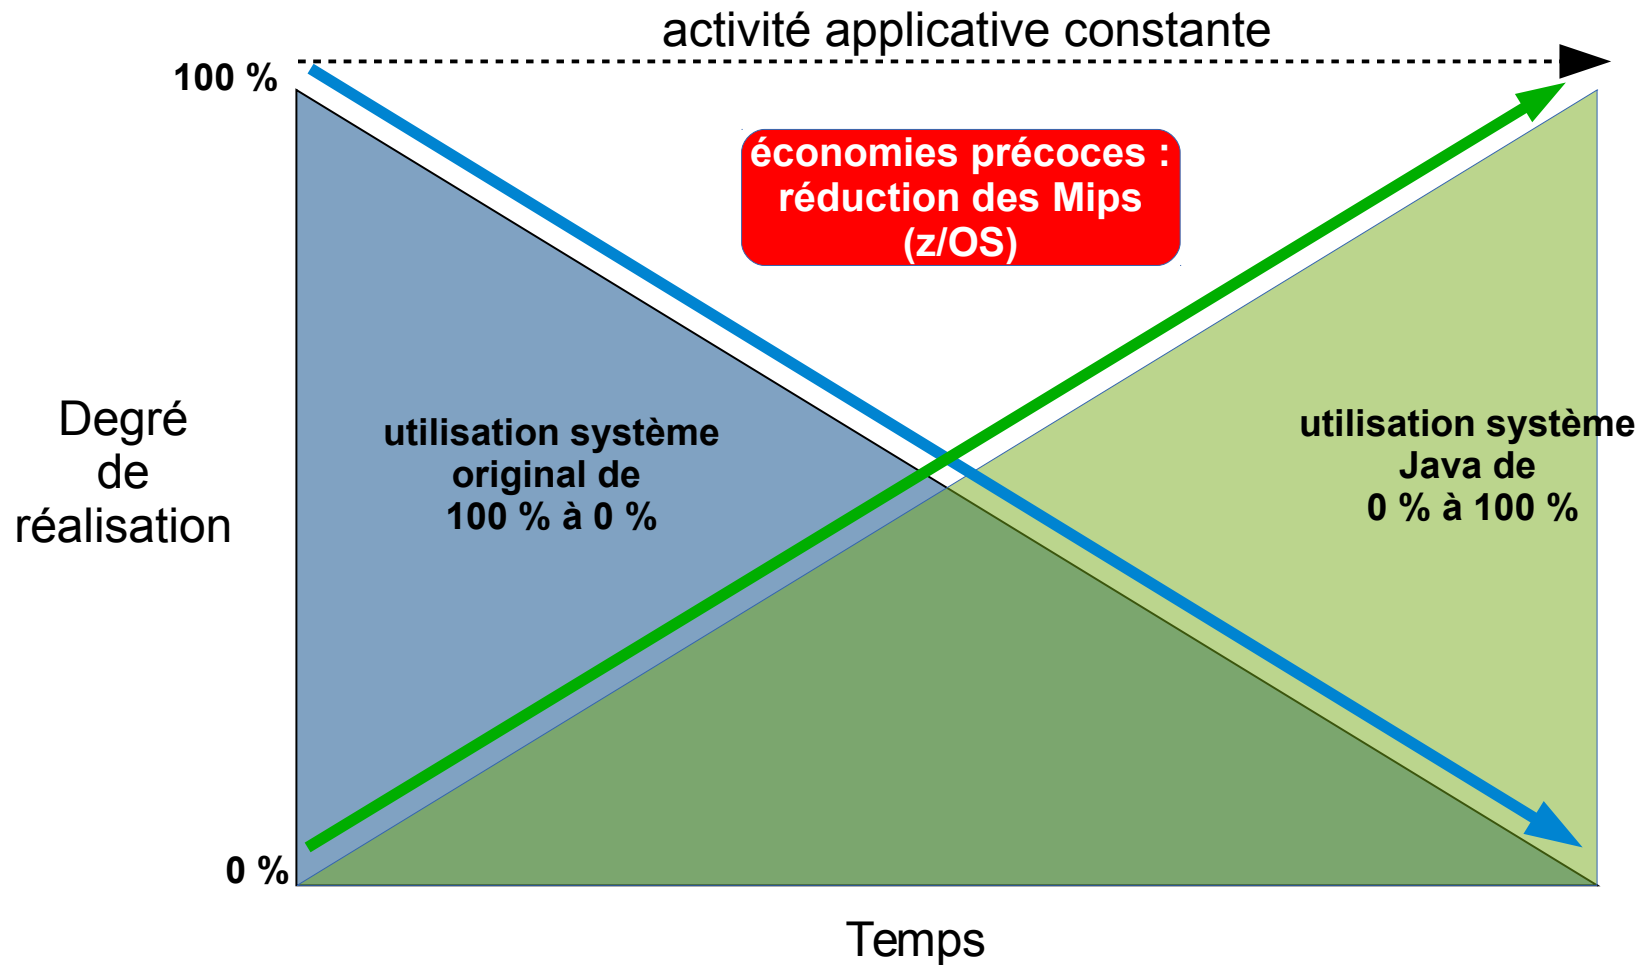 activité applicative constante
100 %
économies précoces :
réduction des Mips
(z/OS)
Degré
de
réalisation
utilisation système
original de
100 % à 0 %
utilisation système
Java de
0 % à 100 %
0 %
Temps